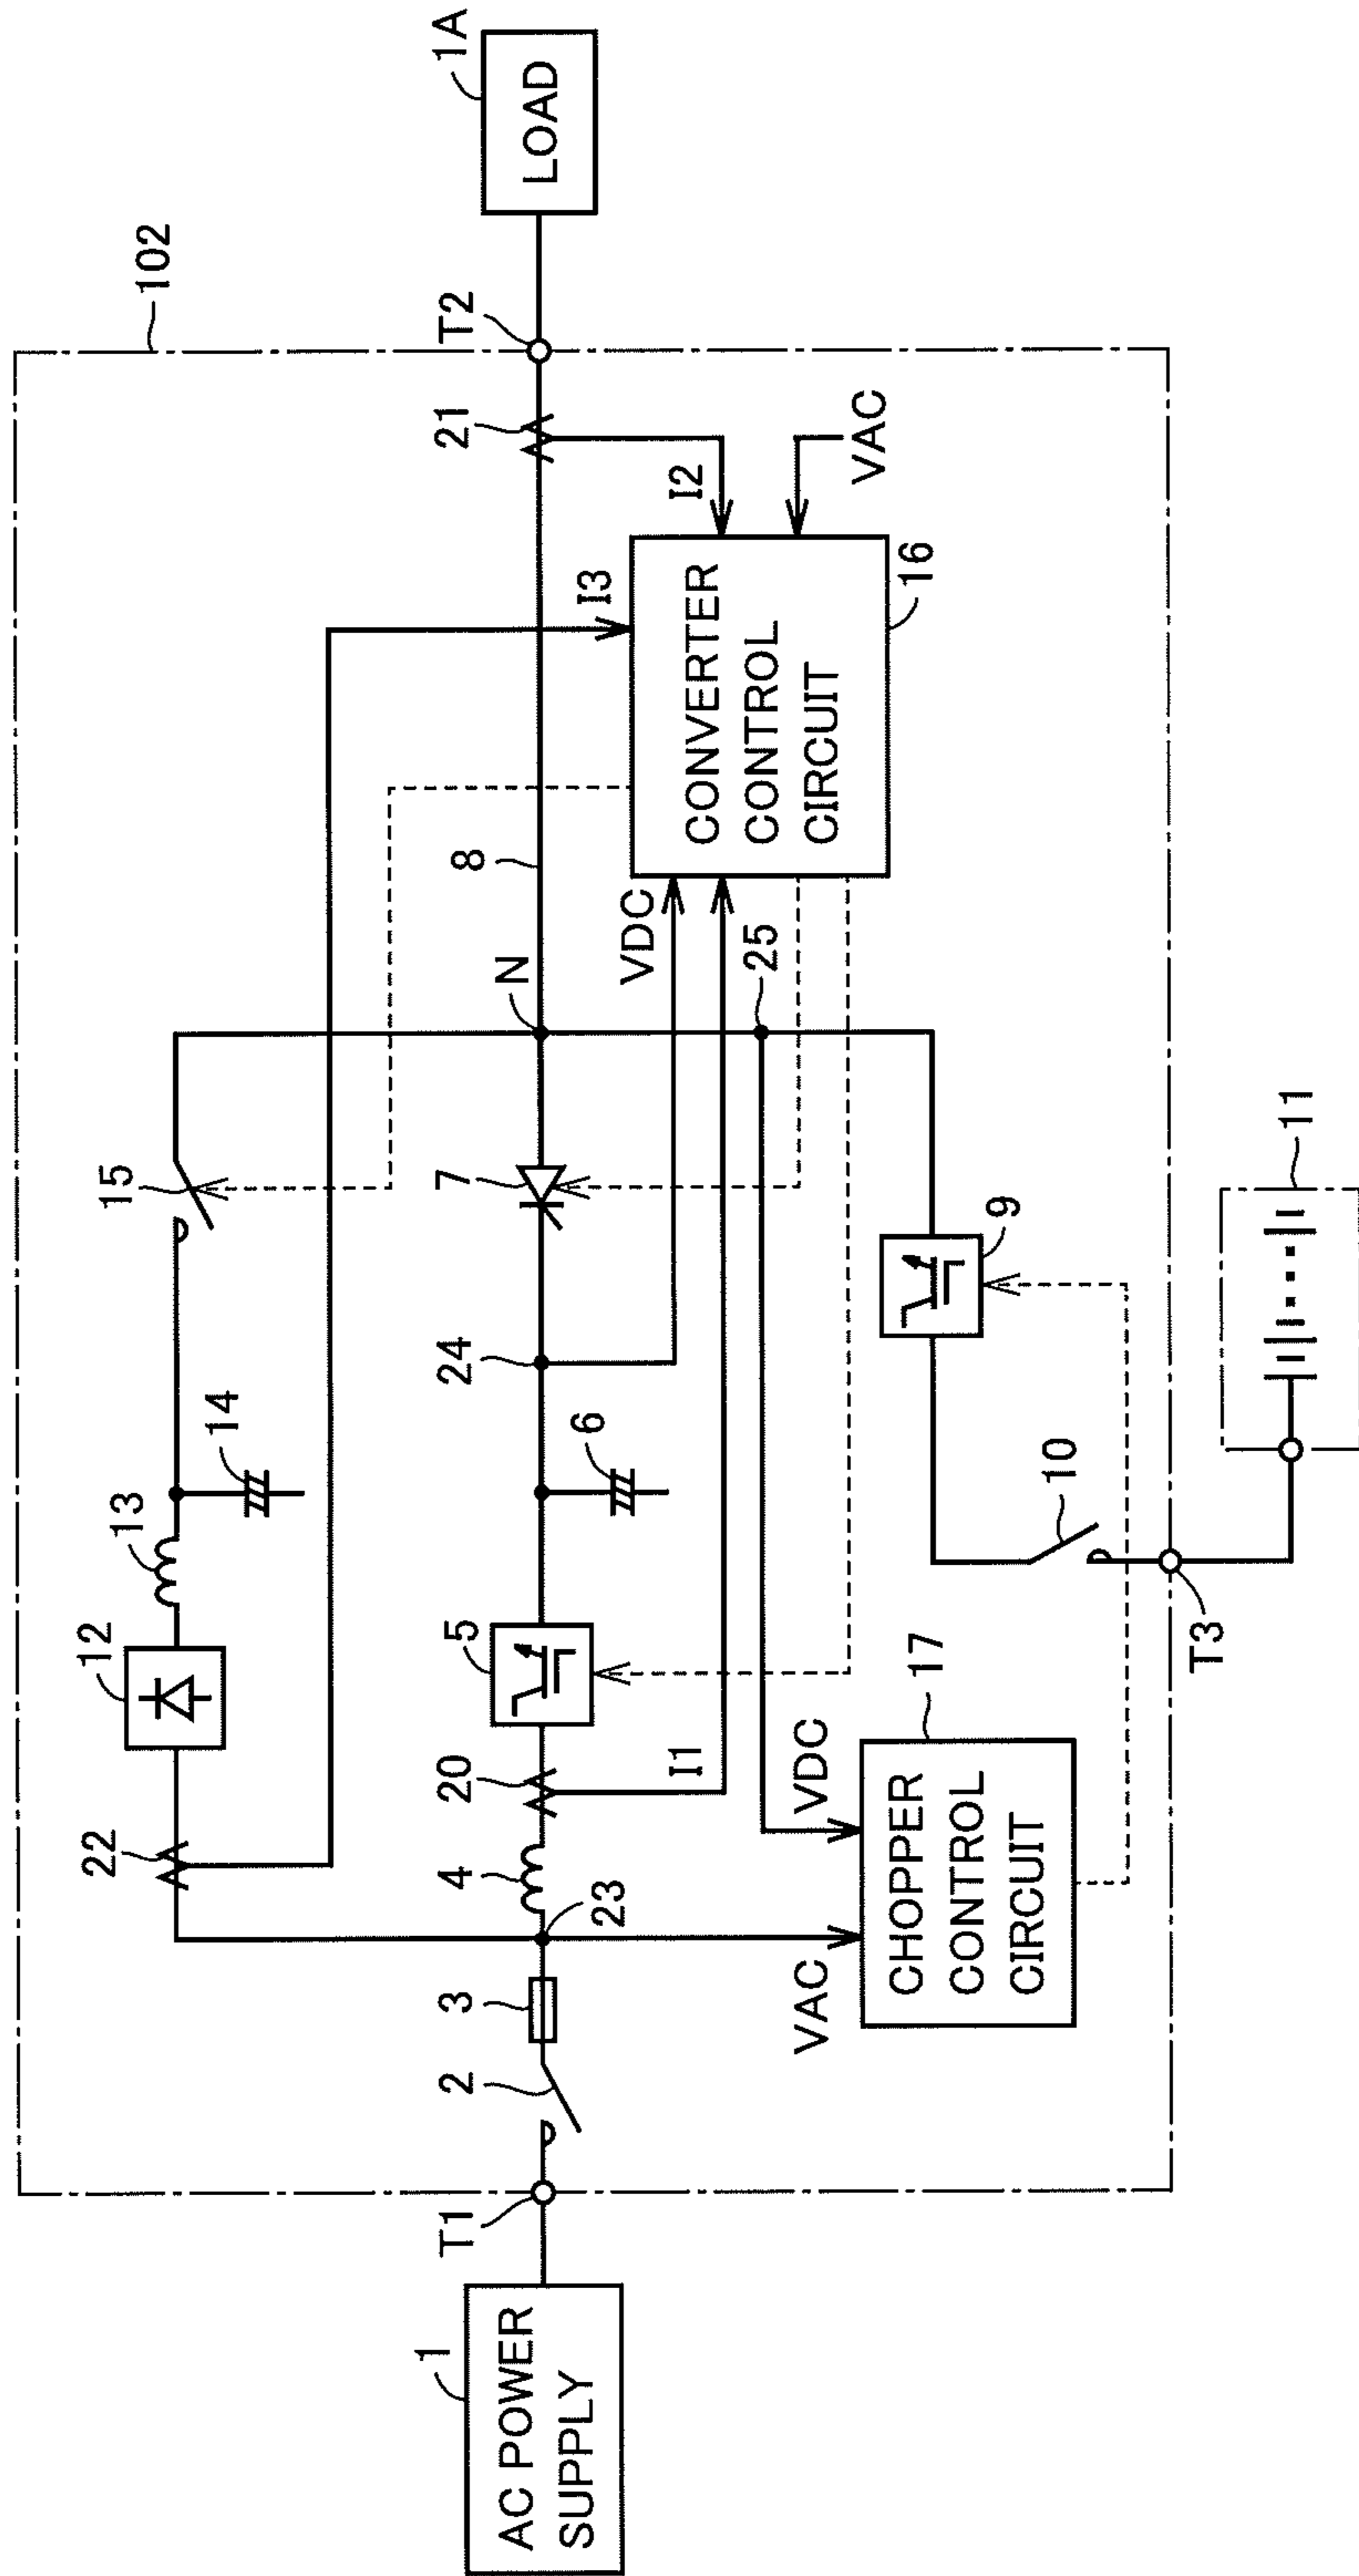 102
22
12
13
14
15
I3
1
AC POWER
SUPPLY
T1
2
3
23
4
20
5
6
24
7
N
8
21
T2
1A
LOAD
I1
VDC
I2
VAC
CONVERTER
CONTROL
CIRCUIT
16
25
VAC
VDC
17
CHOPPER
CONTROL
CIRCUIT
10
9
T3
11